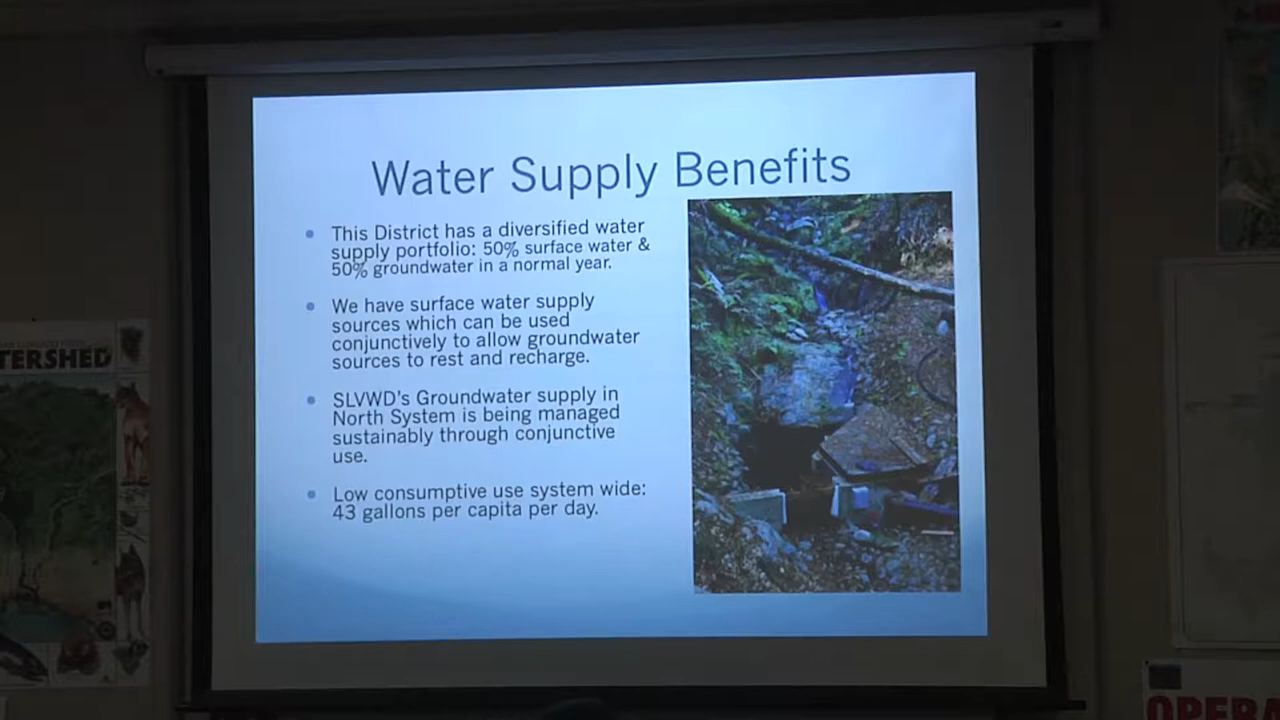 Water Supply Benefits
This District has a diversified water
supply portfolio: 50% surface water &
50% groundwater in a normal year.
We have surface water supply
sources which can be used
conjunctively to allow groundwater
sources to rest and recharge.
SLVWD's Groundwater supply in
North System is being managed
sustainably through conjunctive
use.
Low consumptive use system wide:
43 gallons per capita per day.
TERSHED
OPERA